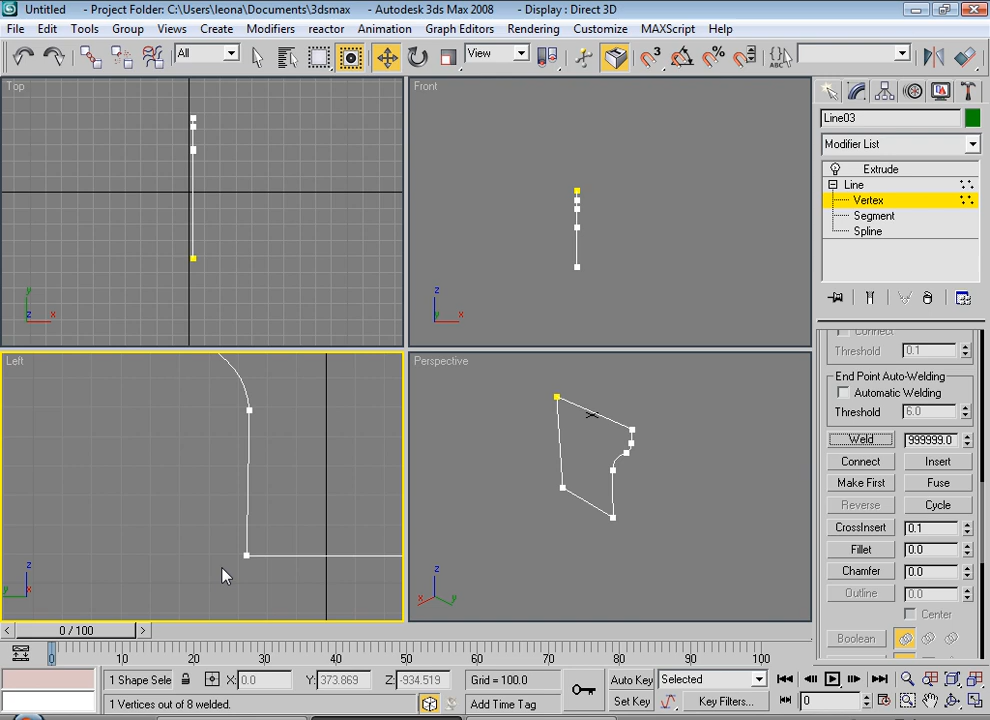 Untitled - Project Folder: C:\Users\leona\Documents\3dsmax - Autodesk 3ds Max 2008 - Display : Direct 3D
File Edit Tools Group Views Create Modifiers reactor Animation Graph Editors Rendering Customize MAXScript Help
All View
Top Front
Line03
Modifier List
Extrude
Line
Vertex
Segment
Spline
y z
z x y x
Left Perspective
Connect
Threshold 0.1
End Point Auto-Welding
Automatic Welding
Threshold 6.0
Weld 999999.0
Connect Insert
Make First Fuse
Reverse Cycle
CrossInsert 0.1
Fillet 0.0
Chamfer 0.0
Outline 0.0
Center
Boolean
z z
y x x y
< 0 / 100 >
0 10 20 30 40 50 60 70 80 90 100
1 Shape Sele X: 0.0 Y: 373.869 Z: -934.519 Grid = 100.0 Auto Key Selected
1 Vertices out of 8 welded. Add Time Tag Set Key Key Filters... 0